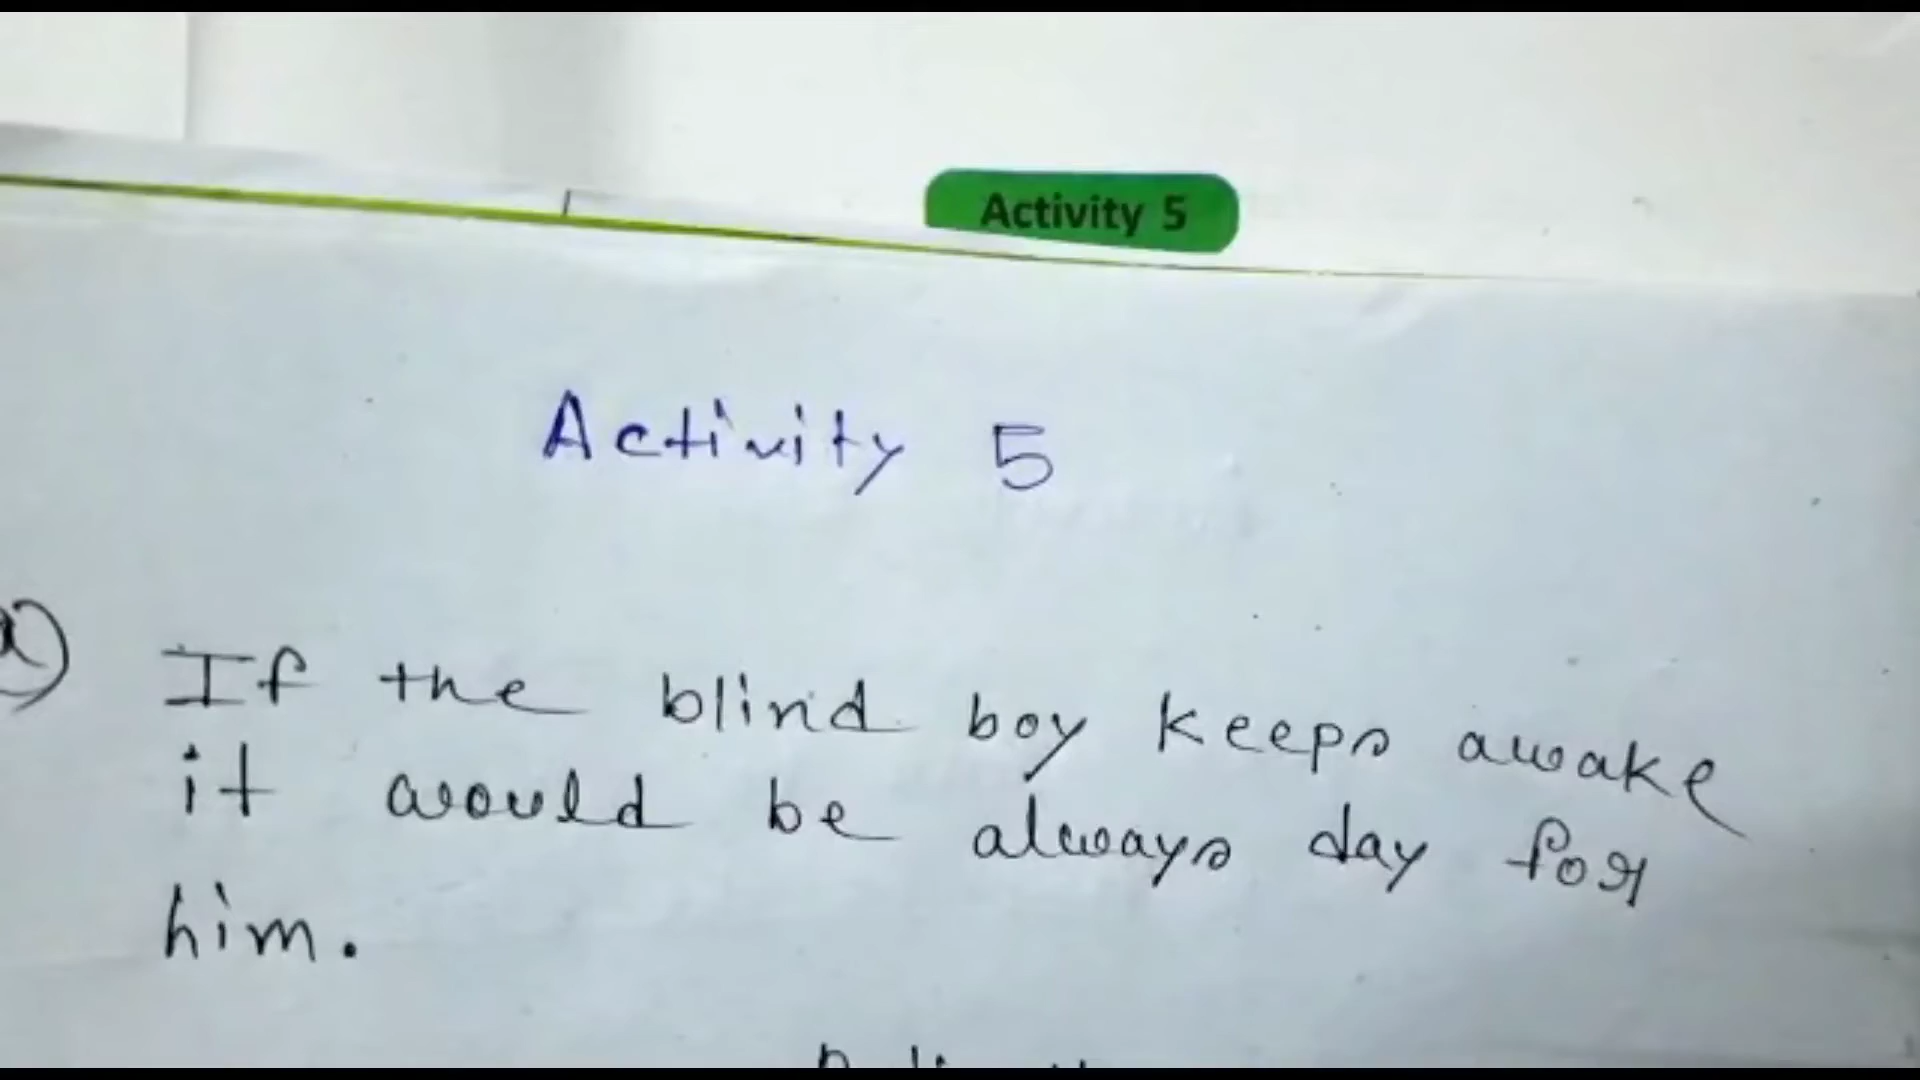 Activity 5
Activity 5
a) If the blind boy keeps awake
it would be always day for
him.